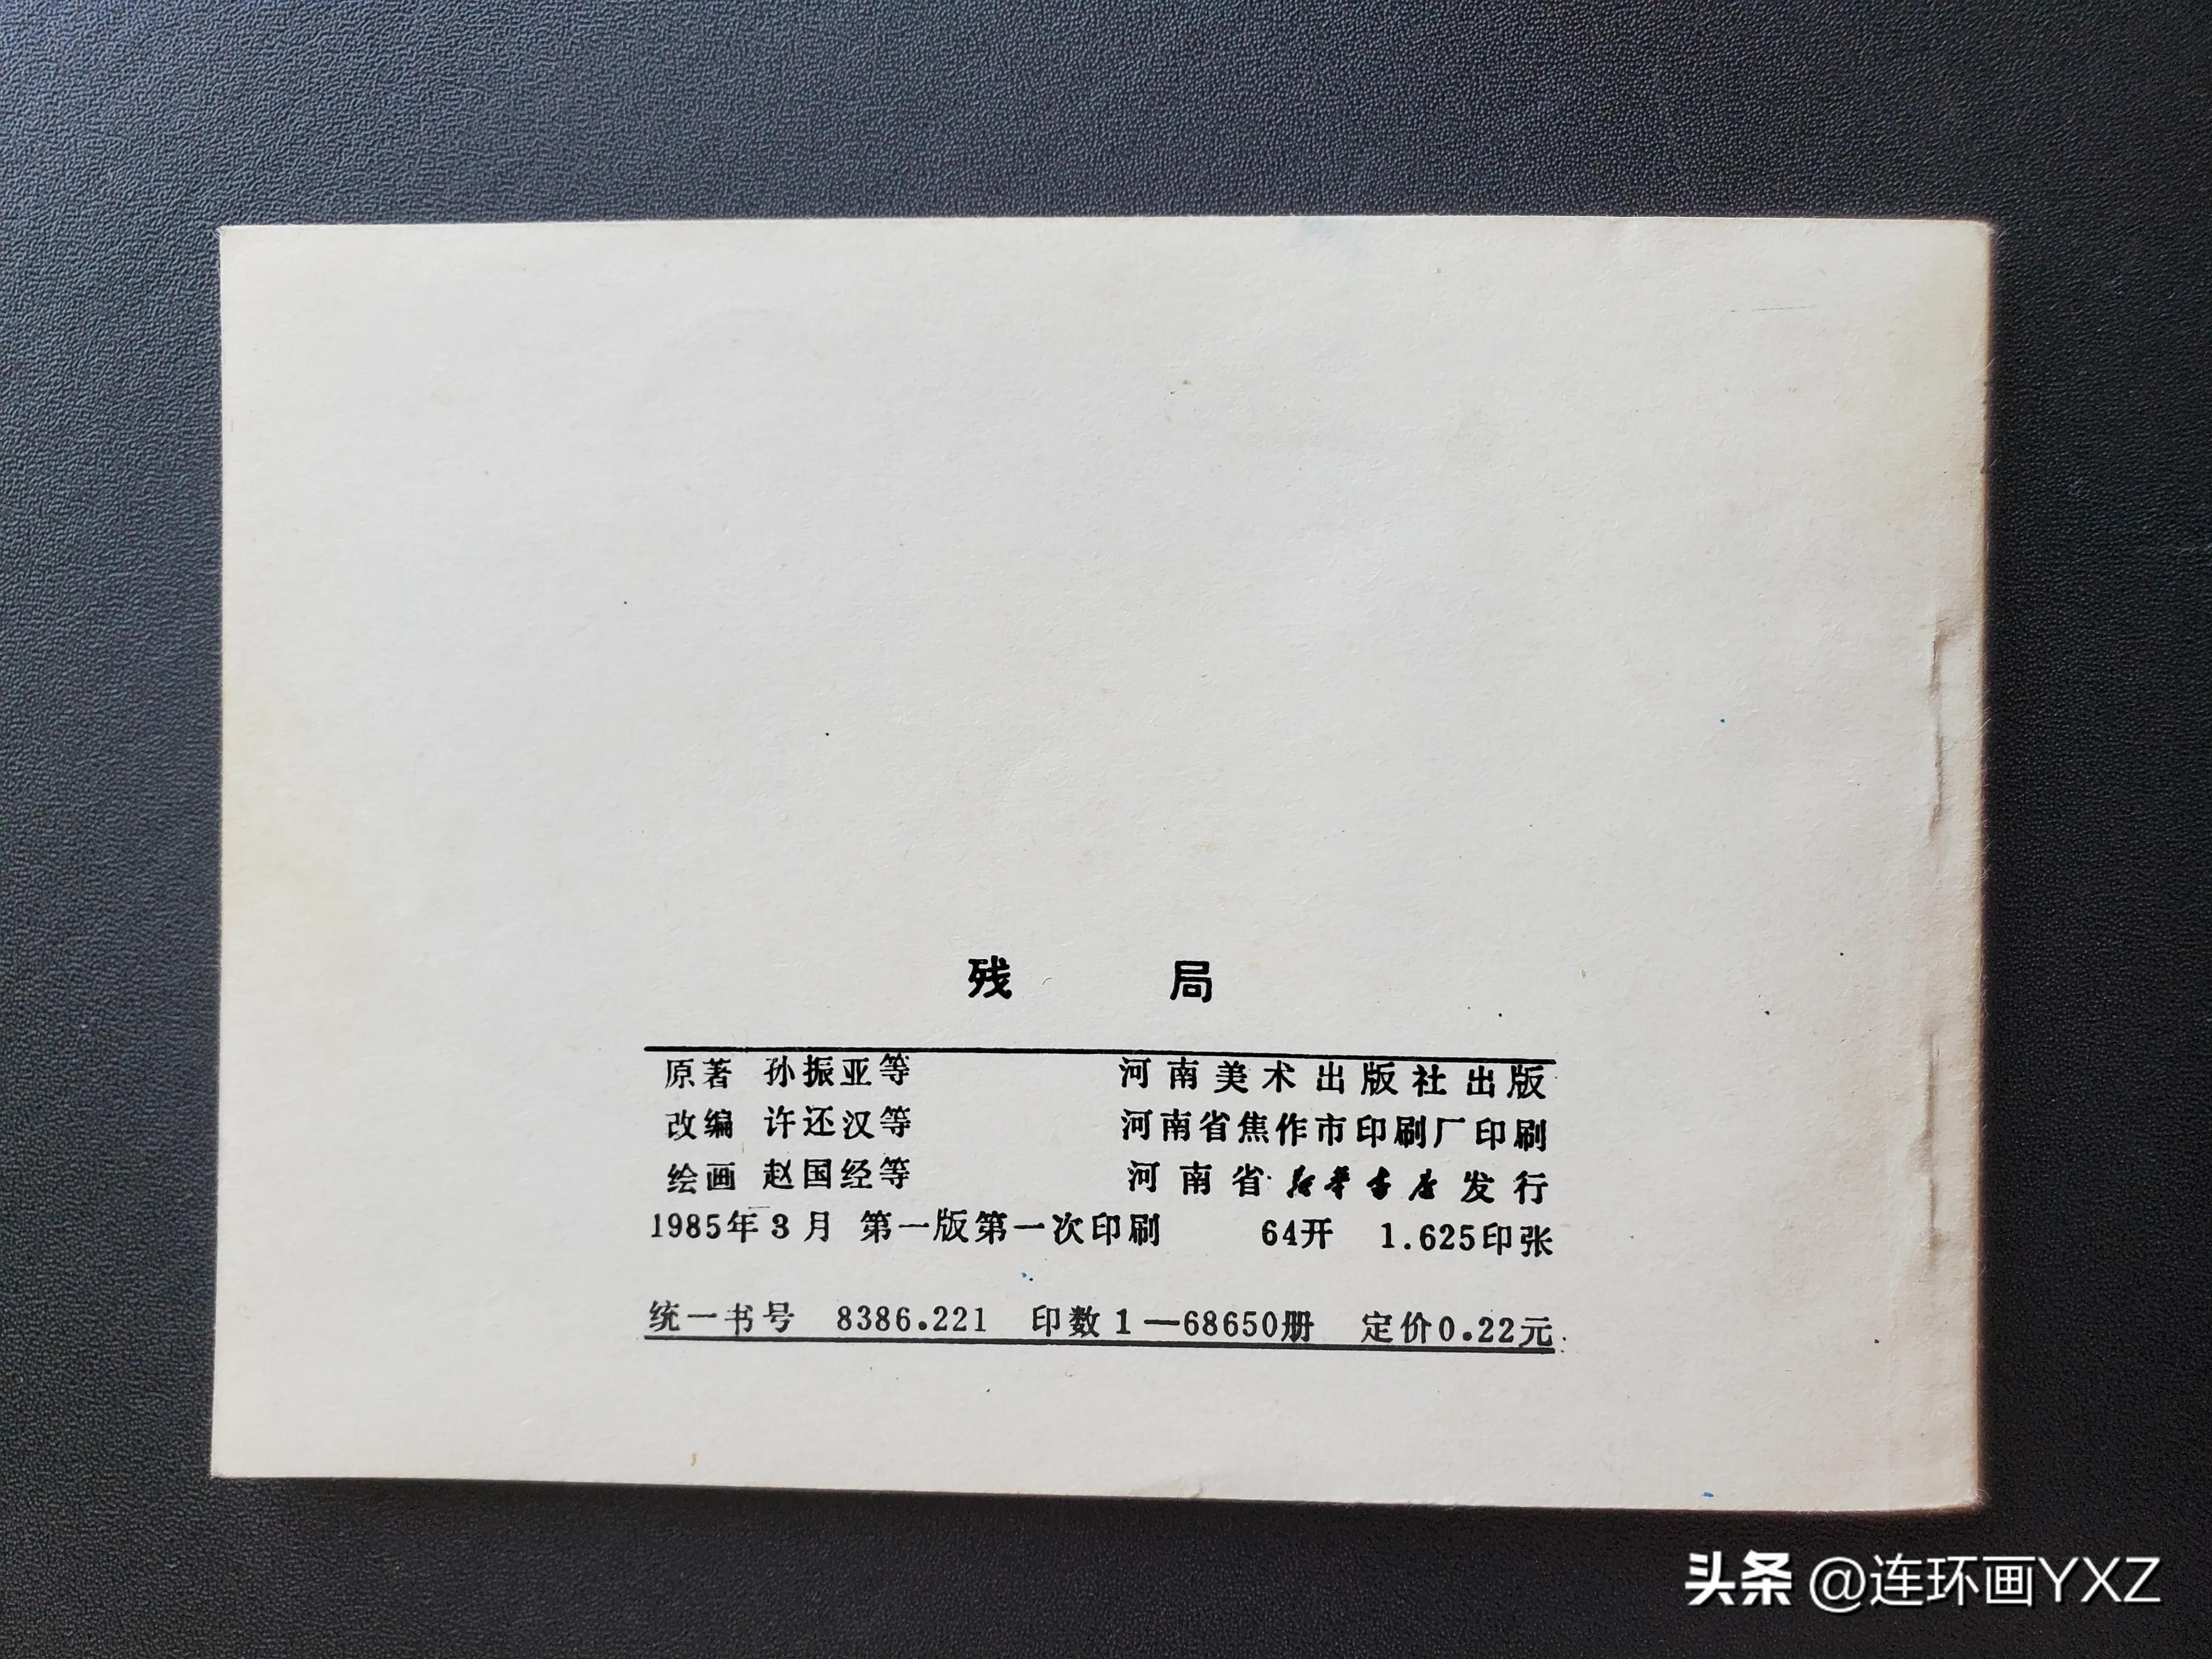 残 局
原著 孙振亚等 河南美术出版社出版
改编 许还汉等 河南省焦作市印刷厂印刷
绘画 赵国经等 河南省新华书店发行
1985年3月 第一版第一次印刷 64开 1.625印张
统一书号 8386.221 印数1—68650册 定价0.22元
头条 @连环画YXZ